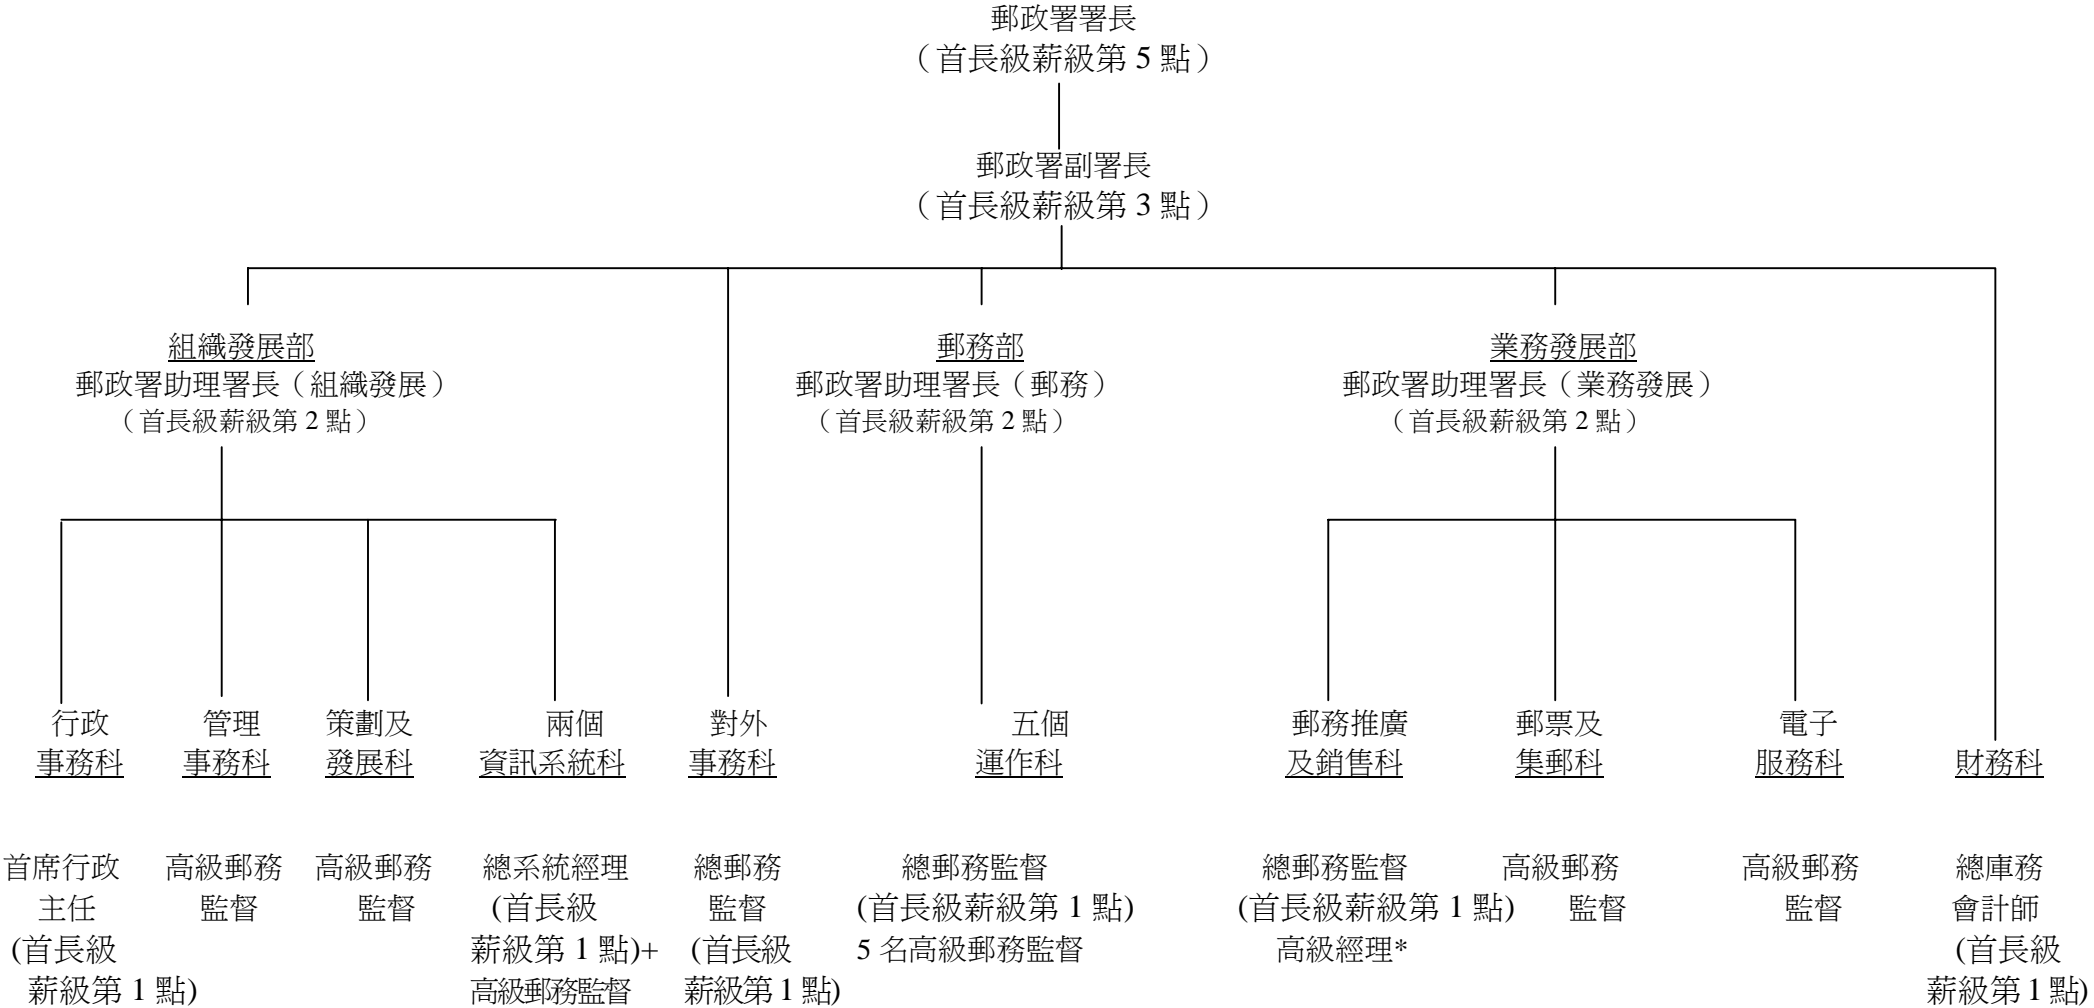 郵政署署長
（首長級薪級第 5 點）
郵政署副署長
（首長級薪級第 3 點）
組織發展部
郵政署助理署長（組織發展）
（首長級薪級第 2 點）
郵務部
郵政署助理署長（郵務）
（首長級薪級第 2 點）
業務發展部
郵政署助理署長（業務發展）
（首長級薪級第 2 點）
行政
事務科
首席行政
主任
(首長級
薪級第 1 點)
管理
事務科
高級郵務
監督
策劃及
發展科
高級郵務
監督
兩個
資訊系統科
總系統經理
(首長級
薪級第 1 點)+
高級郵務監督
對外
事務科
總郵務
監督
(首長級
薪級第 1 點)
五個
運作科
總郵務監督
(首長級薪級第 1 點)
5 名高級郵務監督
郵務推廣
及銷售科
總郵務監督
(首長級薪級第 1 點)
高級經理*
郵票及
集郵科
高級郵務
監督
電子
服務科
高級郵務
監督
財務科
總庫務
會計師
(首長級
薪級第 1 點)